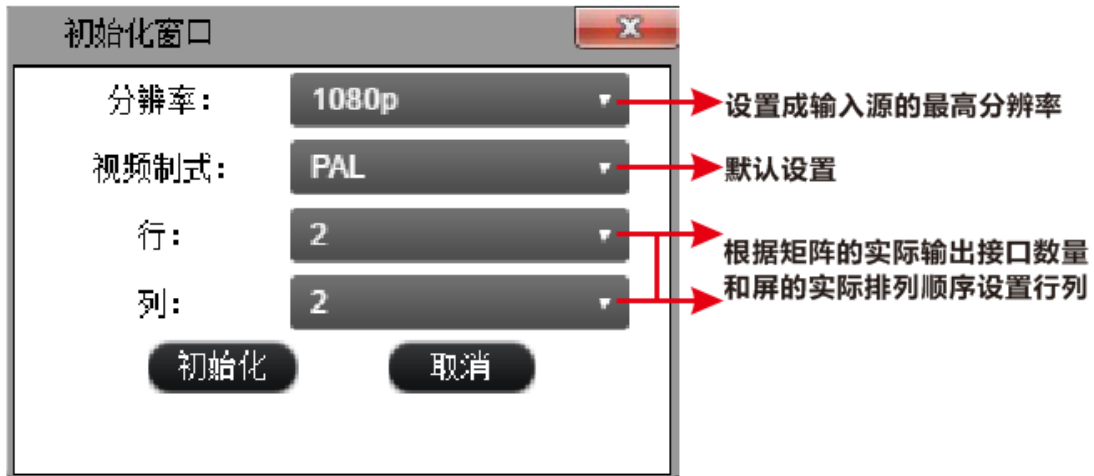 初始化窗口
分辨率： 1080p 设置成输入源的最高分辨率
视频制式： PAL 默认设置
行： 2
列： 2
根据矩阵的实际输出接口数量
和屏的实际排列顺序设置行列
初始化 取消